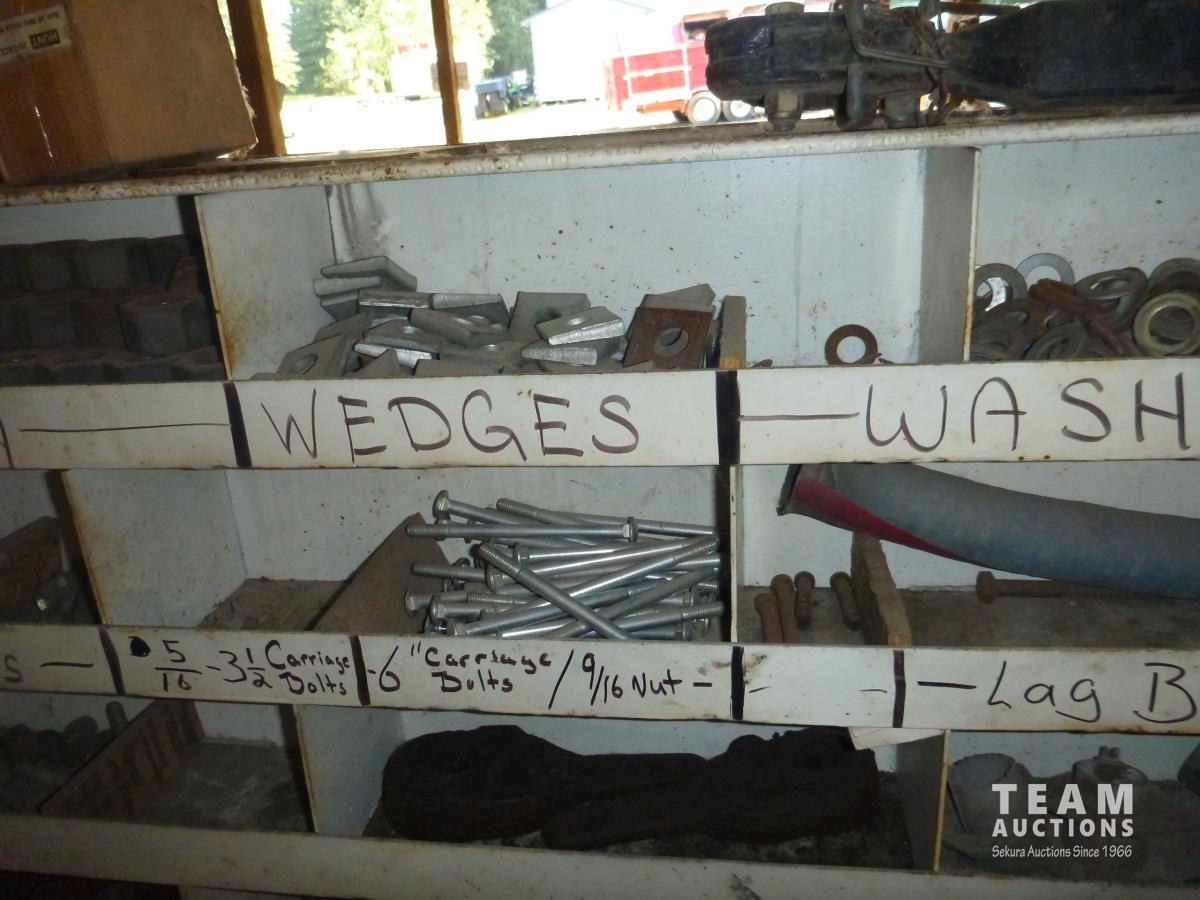 HUNT
A — WEDGES — WASH
S — 5/16 - 3 1/2 Carriage Bolts - 6" Carriage Bolts / 9/16 Nut - - - — Lag B
TEAM
AUCTIONS
Sekura Auctions Since 1966